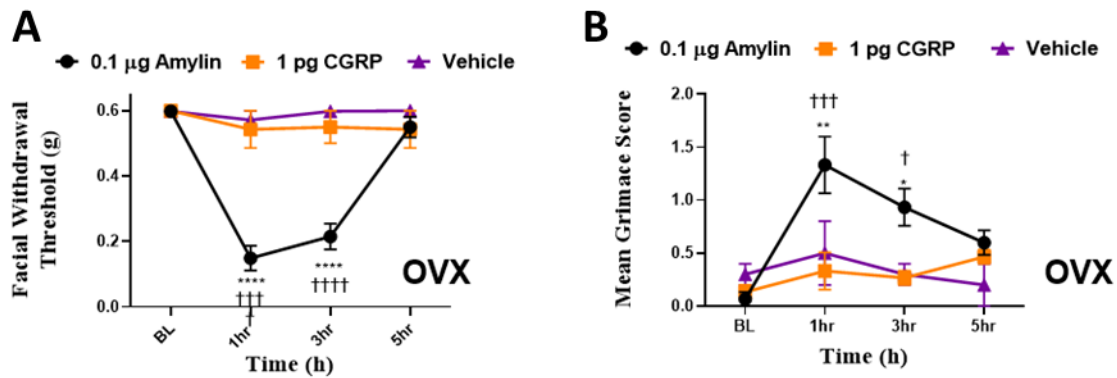 A
0.1 μg Amylin 1 pg CGRP Vehicle
Facial Withdrawal
Threshold (g)
0.6
0.4
0.2
0.0
****
†††
†
****
††††
OVX
BL 1hr 3hr 5hr
Time (h)
B
0.1 μg Amylin 1 pg CGRP Vehicle
Mean Grimace Score
2.0
1.5
1.0
0.5
0.0
†††
**
†
*
OVX
BL 1hr 3hr 5hr
Time (h)